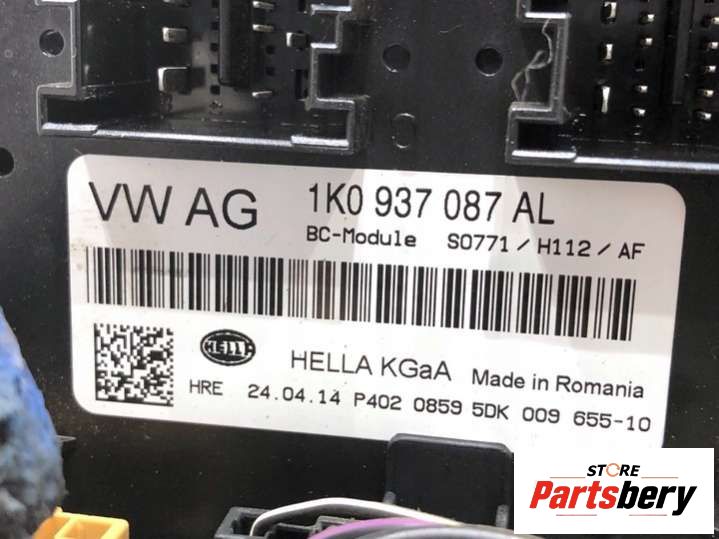 VW AG 1K0 937 087 AL
BC-Module S0771 / H112 / AF
HELLA
HELLA KGaA Made in Romania
HRE 24.04.14 P402 0859 5DK 009 655-10
STORE
Partsbery